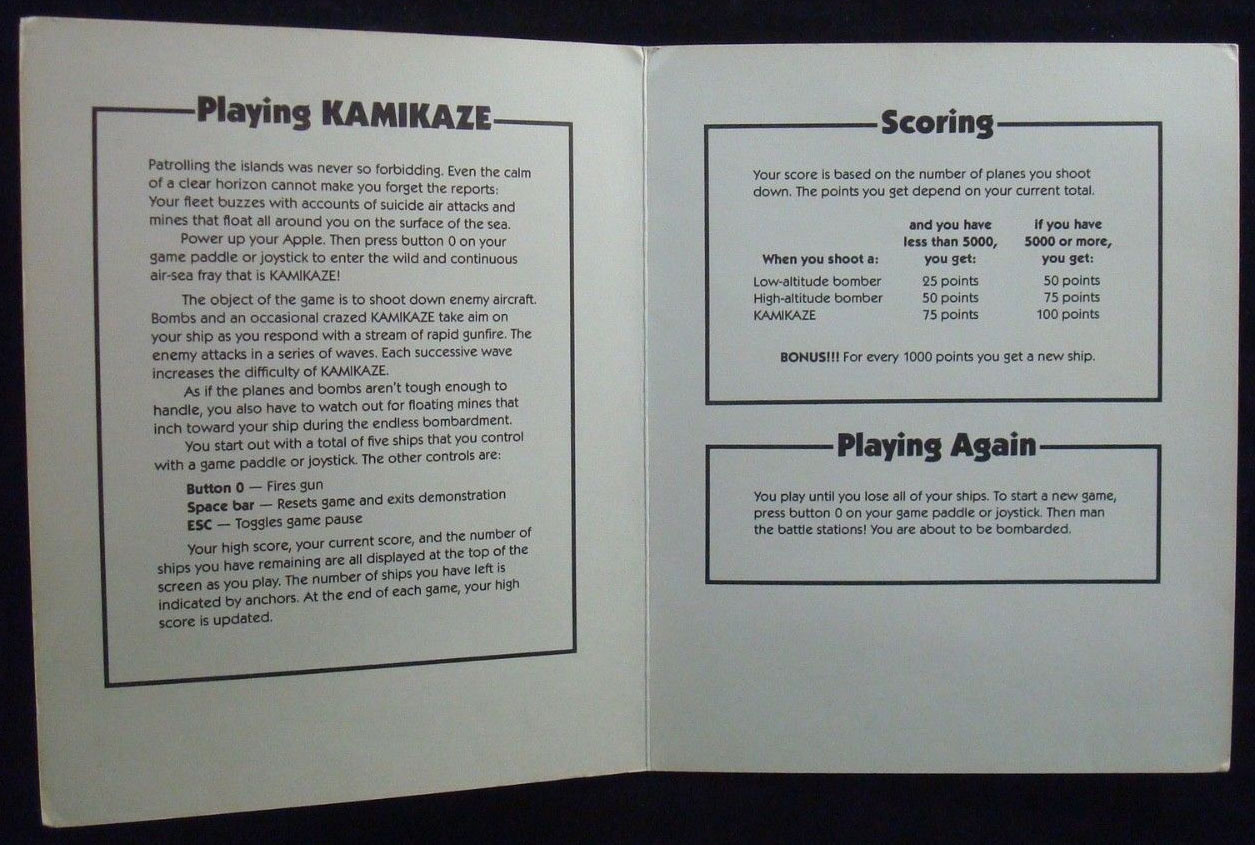 Playing KAMIKAZE
Patrolling the islands was never so forbidding. Even the calm
of a clear horizon cannot make you forget the reports:
Your fleet buzzes with accounts of suicide air attacks and
mines that float all around you on the surface of the sea.
Power up your Apple. Then press button 0 on your
game paddle or joystick to enter the wild and continuous
air-sea fray that is KAMIKAZE!
The object of the game is to shoot down enemy aircraft.
Bombs and an occasional crazed KAMIKAZE take aim on
your ship as you respond with a stream of rapid gunfire. The
enemy attacks in a series of waves. Each successive wave
increases the difficulty of KAMIKAZE.
As if the planes and bombs aren't tough enough to
handle, you also have to watch out for floating mines that
inch toward your ship during the endless bombardment.
You start out with a total of five ships that you control
with a game paddle or joystick. The other controls are:
Button 0 — Fires gun
Space bar — Resets game and exits demonstration
ESC — Toggles game pause
Your high score, your current score, and the number of
ships you have remaining are all displayed at the top of the
screen as you play. The number of ships you have left is
indicated by anchors. At the end of each game, your high
score is updated.
Scoring
Your score is based on the number of planes you shoot
down. The points you get depend on your current total.
and you have if you have
less than 5000, 5000 or more,
When you shoot a: you get: you get:
Low-altitude bomber 25 points 50 points
High-altitude bomber 50 points 75 points
KAMIKAZE 75 points 100 points
BONUS!!! For every 1000 points you get a new ship.
Playing Again
You play until you lose all of your ships. To start a new game,
press button 0 on your game paddle or joystick. Then man
the battle stations! You are about to be bombarded.